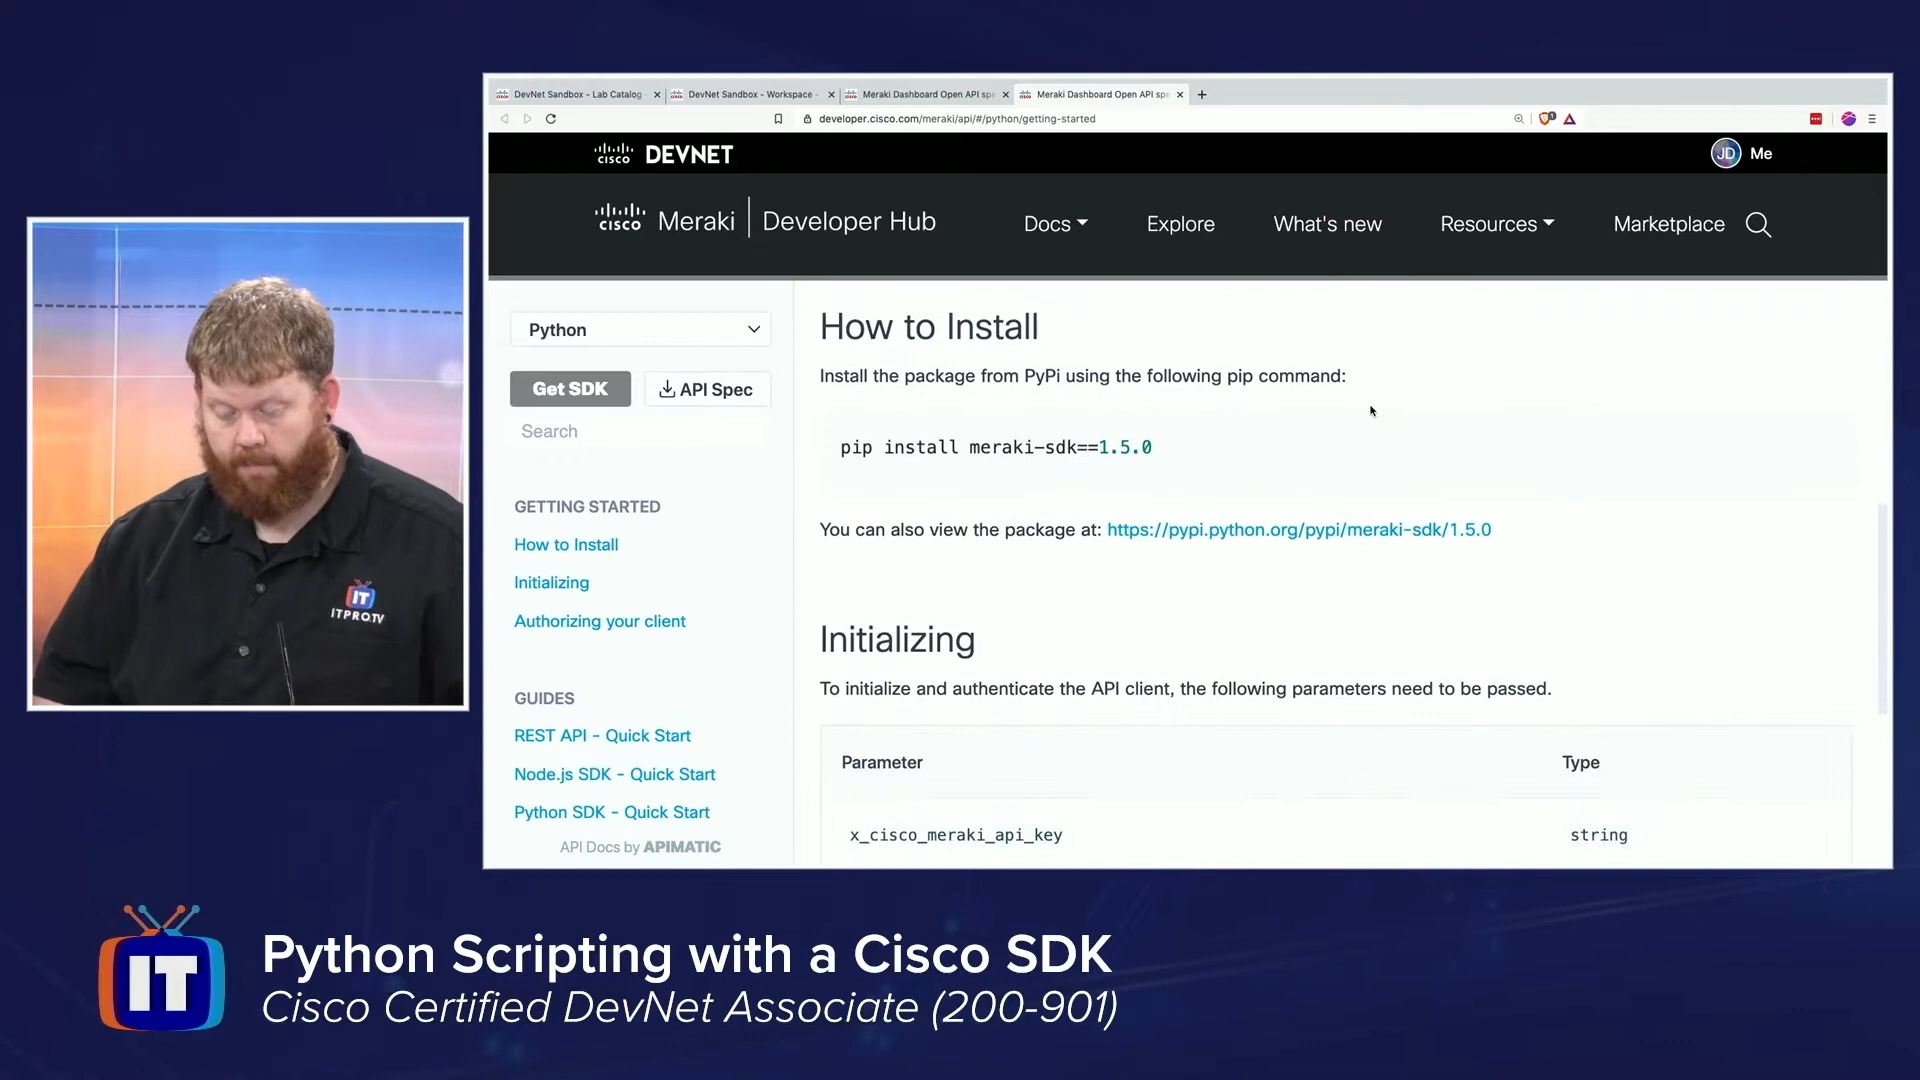 DevNet Sandbox - Lab Catalog
DevNet Sandbox - Workspace -
Meraki Dashboard Open API spe
Meraki Dashboard Open API spe
developer.cisco.com/meraki/api/#/python/getting-started
cisco DEVNET
JD Me
cisco Meraki | Developer Hub
Docs
Explore
What's new
Resources
Marketplace
Python
Get SDK
API Spec
Search
GETTING STARTED
How to Install
Initializing
Authorizing your client
GUIDES
REST API - Quick Start
Node.js SDK - Quick Start
Python SDK - Quick Start
API Docs by APIMATIC
How to Install
Install the package from PyPi using the following pip command:
pip install meraki-sdk==1.5.0
You can also view the package at: https://pypi.python.org/pypi/meraki-sdk/1.5.0
Initializing
To initialize and authenticate the API client, the following parameters need to be passed.
Parameter
Type
x_cisco_meraki_api_key
string
IT
ITPRO.TV
IT
Python Scripting with a Cisco SDK
Cisco Certified DevNet Associate (200-901)